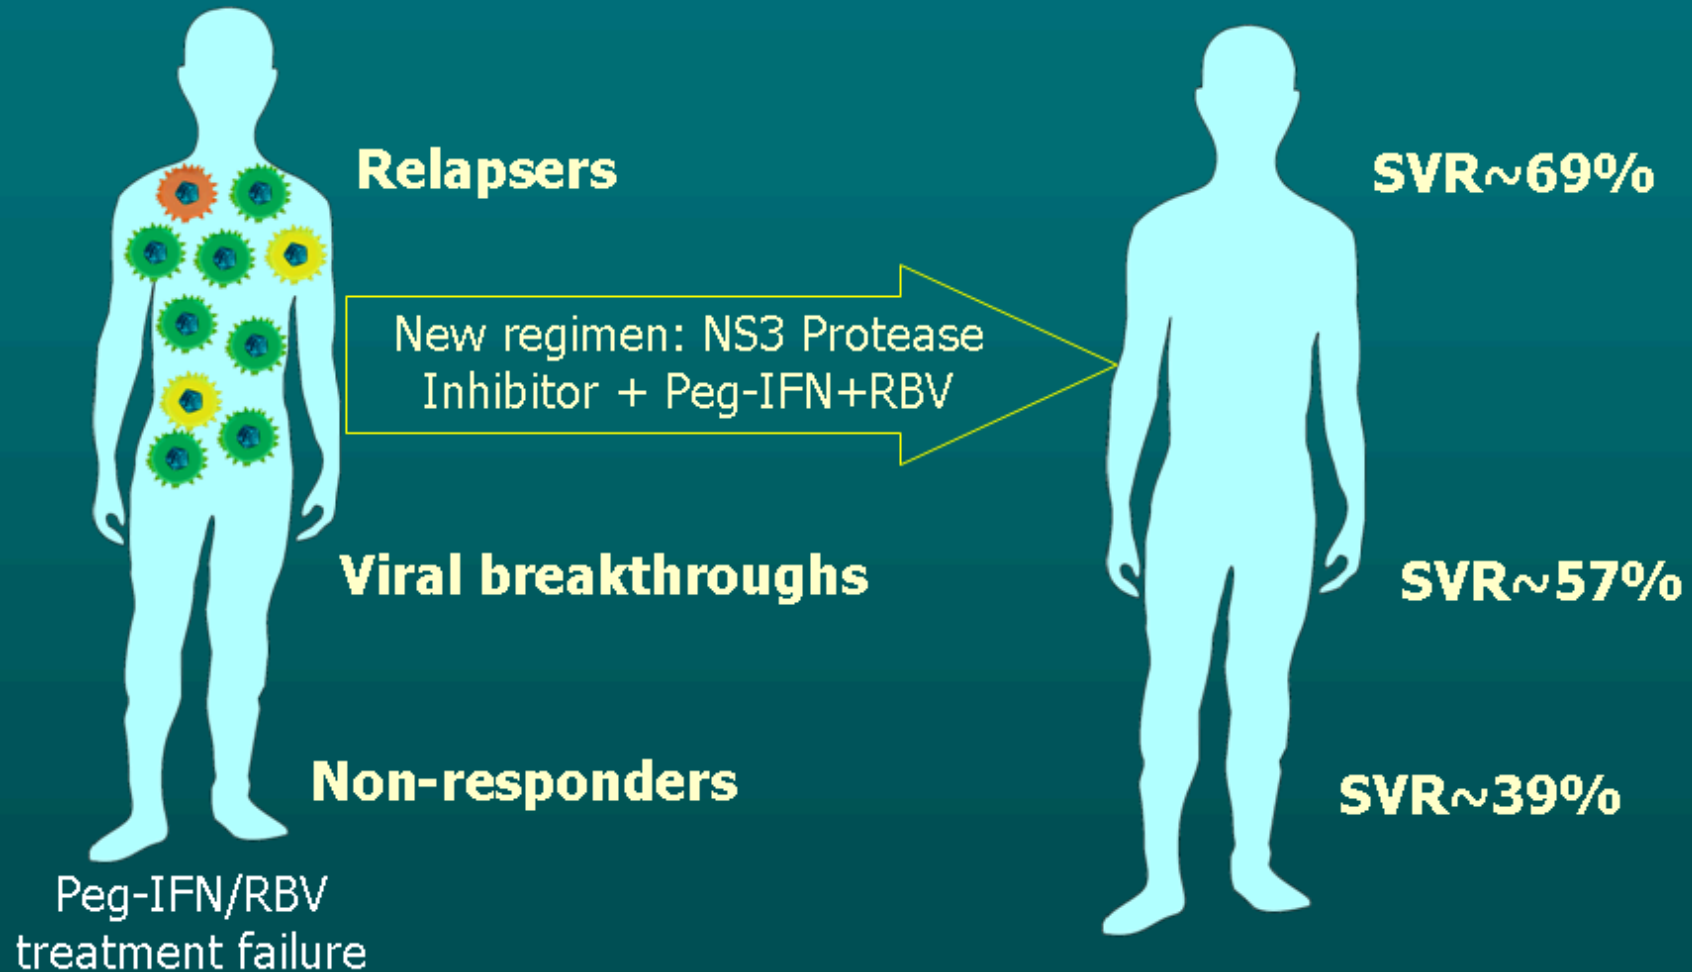 Relapsers
SVR~69%
New regimen: NS3 Protease
Inhibitor + Peg-IFN+RBV
Viral breakthroughs
SVR~57%
Non-responders
SVR~39%
Peg-IFN/RBV
treatment failure